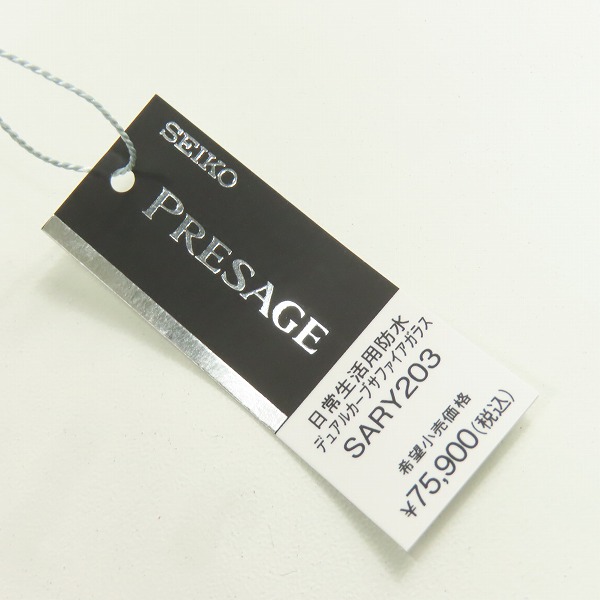 SEIKO
PRESAGE
日常生活用防水
デュアルカーブサファイアガラス
SARY203
希望小売価格
¥75,900(税込)